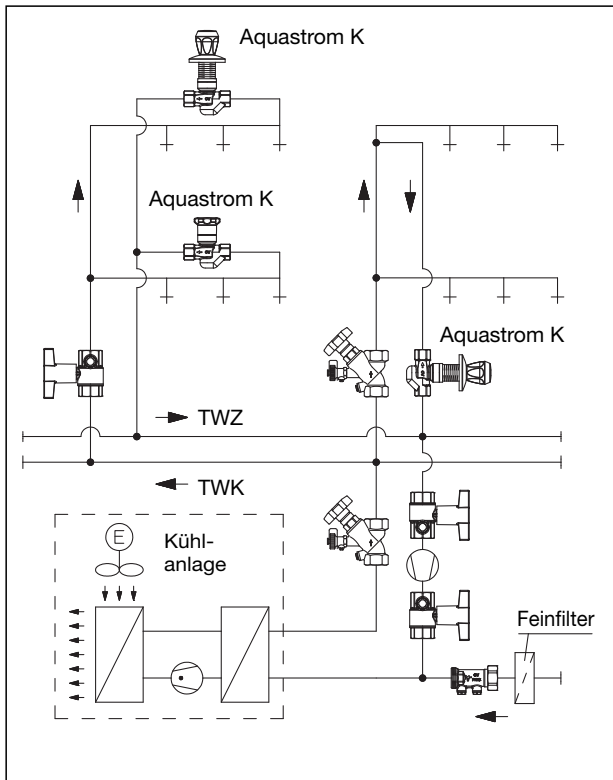 Aquastrom K
Aquastrom K
Aquastrom K
TWZ
TWK
E
Kühl-
anlage
Feinfilter